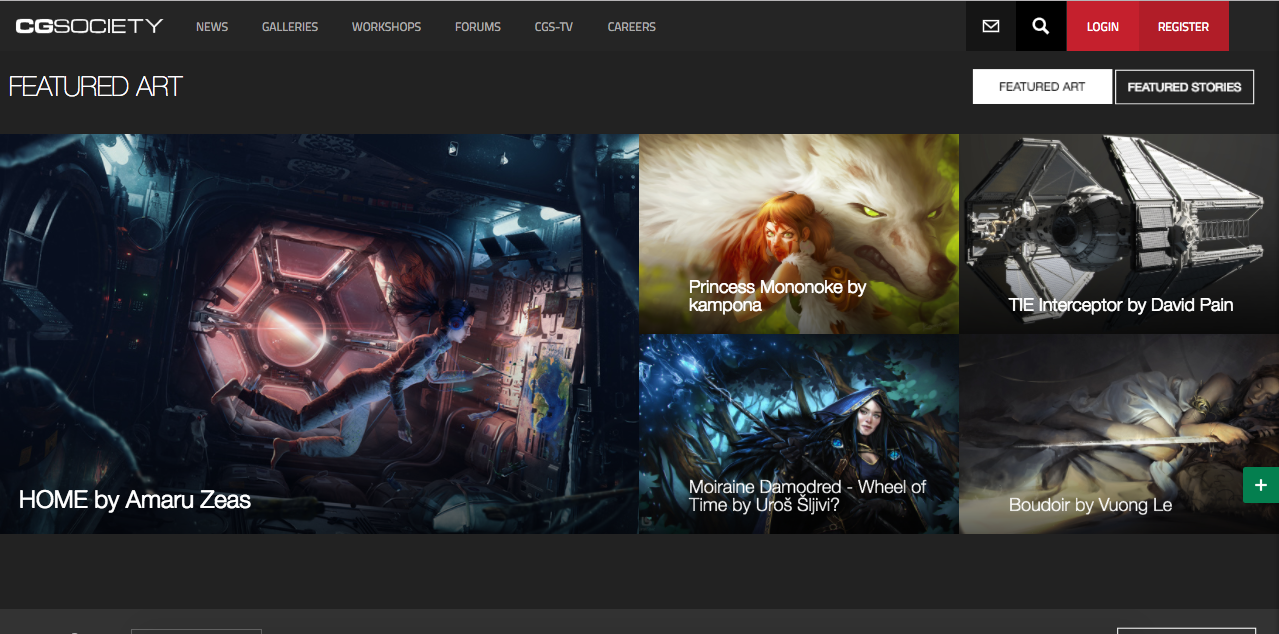 CGSOCIETY
NEWS
GALLERIES
WORKSHOPS
FORUMS
CGS-TV
CAREERS
LOGIN
REGISTER
FEATURED ART
FEATURED ART
FEATURED STORIES
HOME by Amaru Zeas
Princess Mononoke by
kampona
TIE Interceptor by David Pain
Moiraine Damodred - Wheel of
Time by Uroš Šljivi?
Boudoir by Vuong Le
+